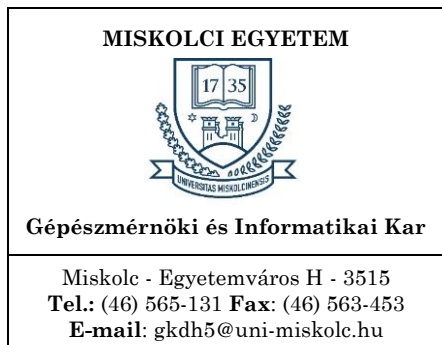 MISKOLCI EGYETEM
17 35
UNIVERSITAS MISKOLCINENSIS
Gépészmérnöki és Informatikai Kar
Miskolc - Egyetemváros H - 3515
Tel.: (46) 565-131 Fax: (46) 563-453
E-mail: gkdh5@uni-miskolc.hu